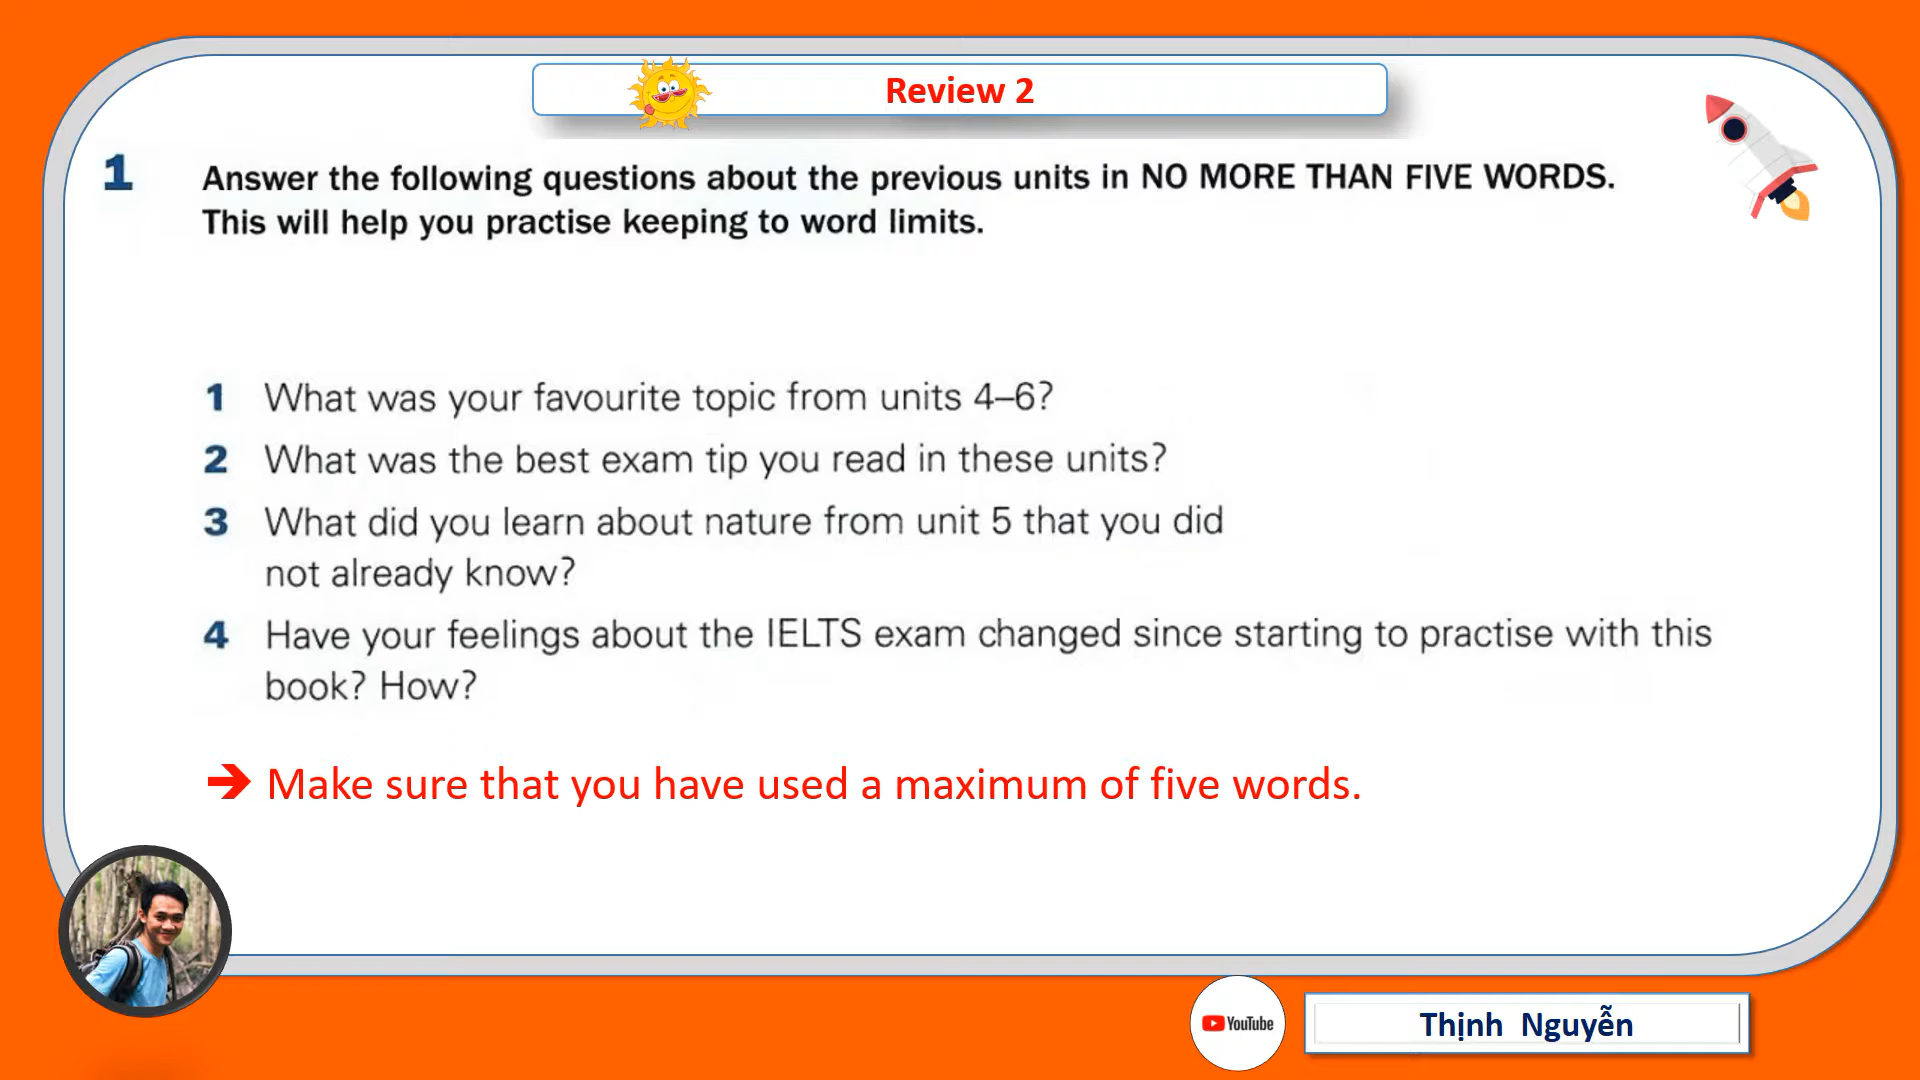 Review 2
1 Answer the following questions about the previous units in NO MORE THAN FIVE WORDS.
This will help you practise keeping to word limits.
1 What was your favourite topic from units 4–6?
2 What was the best exam tip you read in these units?
3 What did you learn about nature from unit 5 that you did
not already know?
4 Have your feelings about the IELTS exam changed since starting to practise with this
book? How?
➔ Make sure that you have used a maximum of five words.
YouTube
Thịnh Nguyễn